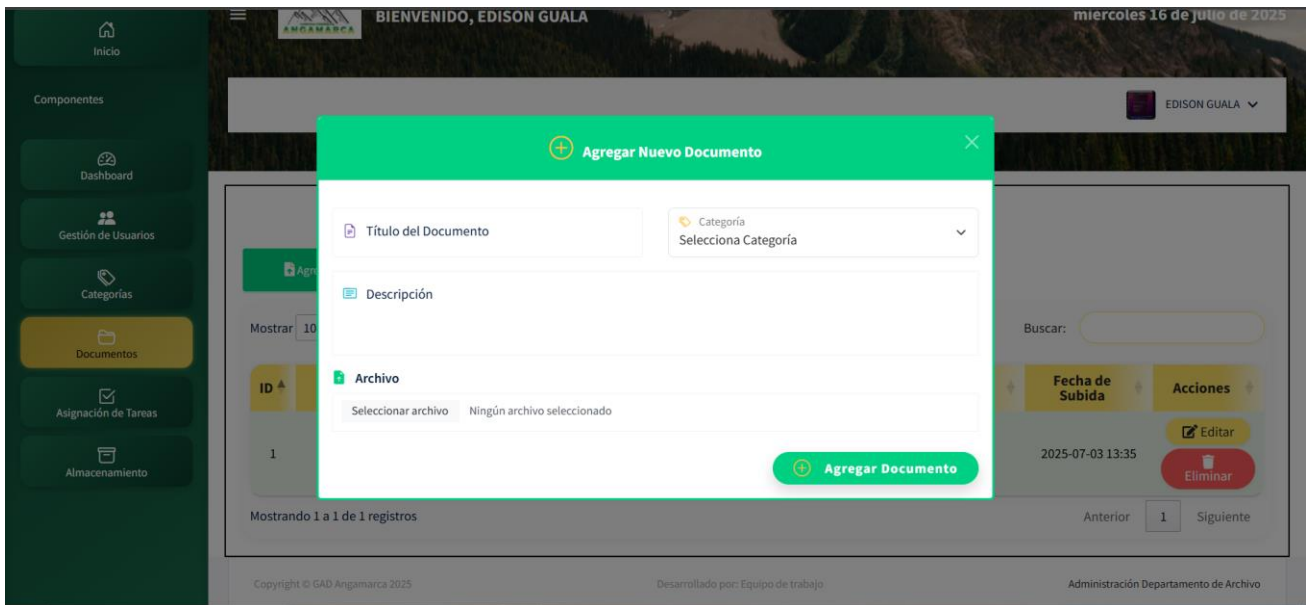 Inicio
ANGAMARCA
BIENVENIDO, EDISON GUALA
miércoles 16 de julio de 2025
Componentes
EDISON GUALA
Dashboard
Gestión de Usuarios
Categorías
Documentos
Asignación de Tareas
Almacenamiento
Agregar Nuevo Documento
Título del Documento
Categoría
Selecciona Categoría
Descripción
Archivo
Seleccionar archivo Ningún archivo seleccionado
Agregar Documento
Mostrar 10
Buscar:
ID
Fecha de
Subida
Acciones
1
2025-07-03 13:35
Editar
Eliminar
Mostrando 1 a 1 de 1 registros
Anterior 1 Siguiente
Copyright © GAD Angamarca 2025
Desarrollado por: Equipo de trabajo
Administración Departamento de Archivo